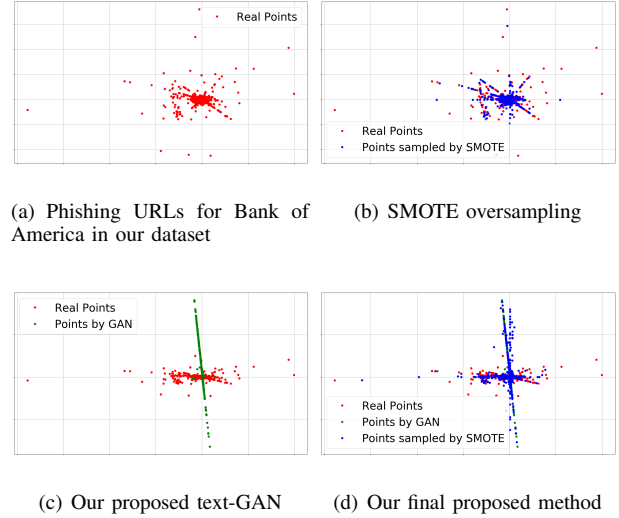 Real Points
Real Points
Points sampled by SMOTE
(a) Phishing URLs for Bank of
America in our dataset
(b) SMOTE oversampling
Real Points
Points by GAN
Real Points
Points by GAN
Points sampled by SMOTE
(c) Our proposed text-GAN
(d) Our final proposed method